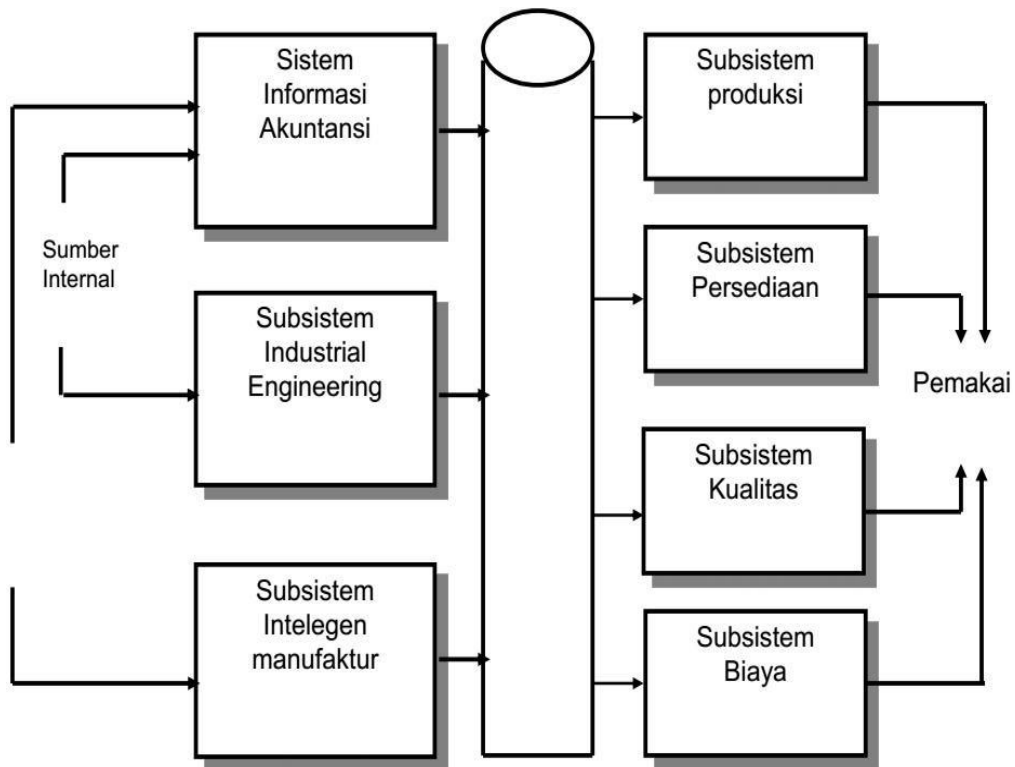 Sistem
Informasi
Akuntansi
Subsistem
produksi
Sumber
Internal
Subsistem
Persediaan
Subsistem
Industrial
Engineering
Pemakai
Subsistem
Kualitas
Subsistem
Intelegen
manufaktur
Subsistem
Biaya